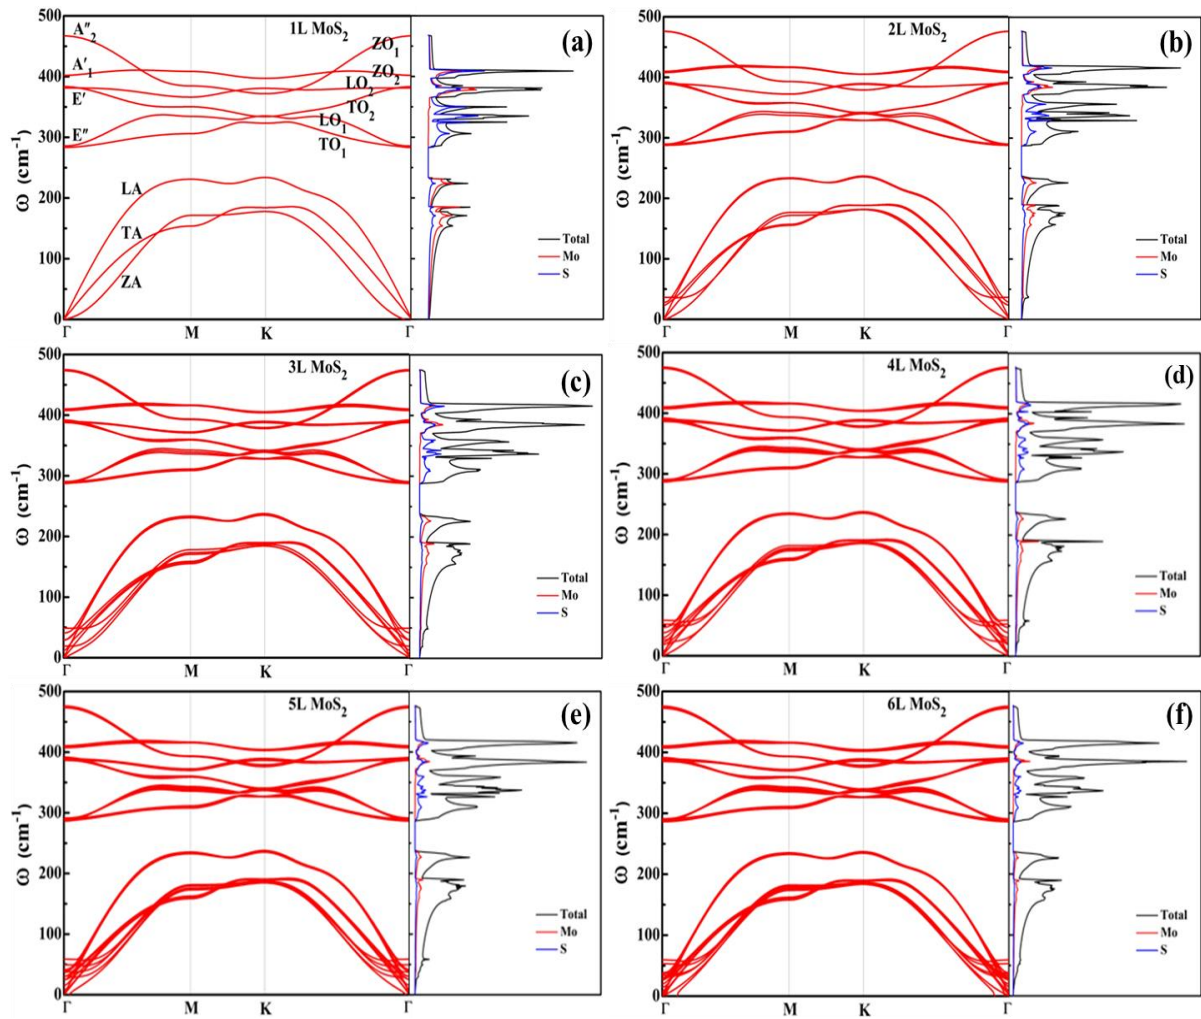 1L MoS₂
(a)
ω (cm⁻¹)
500
400
300
200
100
0
A″₂
A′₁
E′
E″
LA
TA
ZA
ZO₁
ZO₂
LO₂
TO₂
LO₁
TO₁
Γ M K Γ
Total
Mo
S
2L MoS₂
(b)
ω (cm⁻¹)
500
400
300
200
100
0
Γ M K Γ
Total
Mo
S
3L MoS₂
(c)
ω (cm⁻¹)
500
400
300
200
100
0
Γ M K Γ
Total
Mo
S
4L MoS₂
(d)
ω (cm⁻¹)
500
400
300
200
100
0
Γ M K Γ
Total
Mo
S
5L MoS₂
(e)
ω (cm⁻¹)
500
400
300
200
100
0
Γ M K Γ
Total
Mo
S
6L MoS₂
(f)
ω (cm⁻¹)
500
400
300
200
100
0
Γ M K Γ
Total
Mo
S